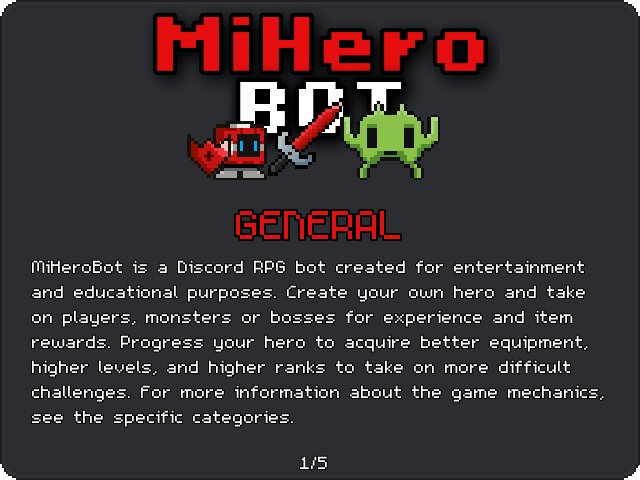 MiHero
BOT
GENERAL
MiHeroBot is a Discord RPG bot created for entertainment
and educational purposes. Create your own hero and take
on players, monsters or bosses for experience and item
rewards. Progress your hero to acquire better equipment,
higher levels, and higher ranks to take on more difficult
challenges. For more information about the game mechanics,
see the specific categories.
1/5